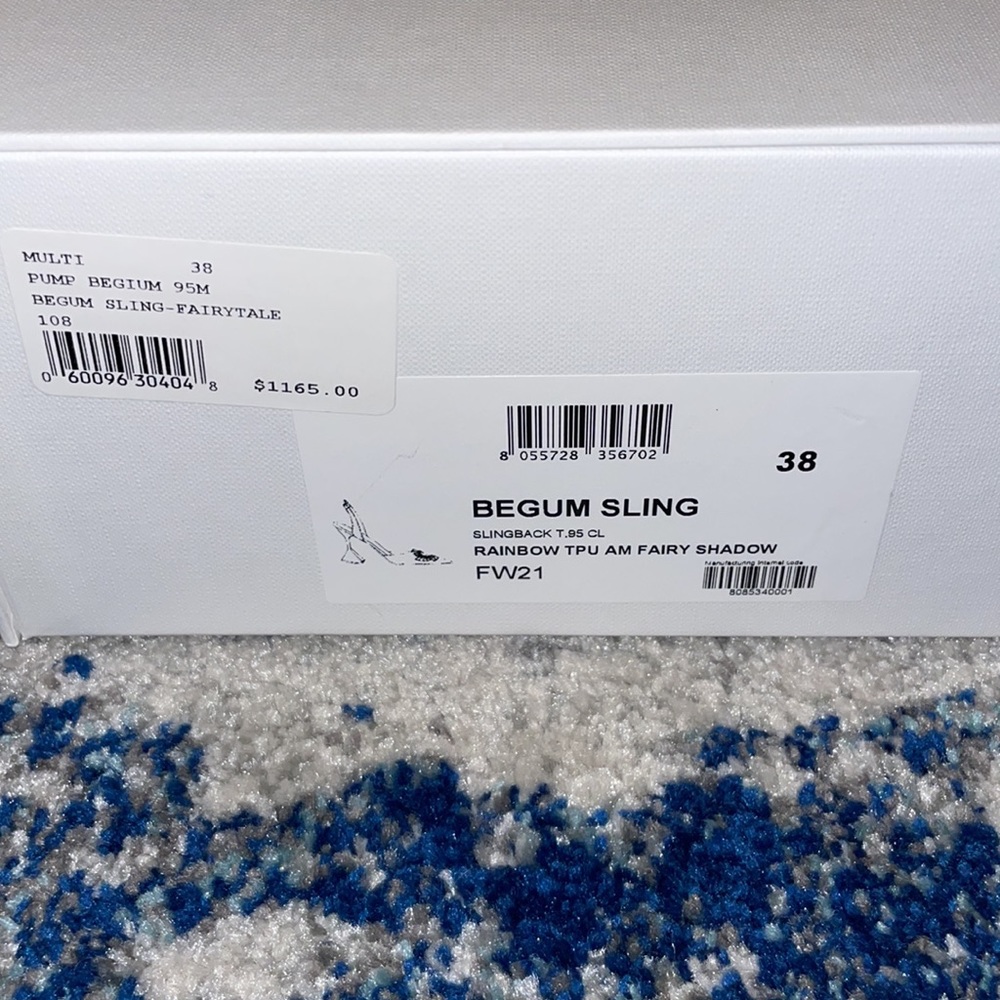 MULTI 38
PUMP BEGIUM 95M
BEGUM SLING-FAIRYTALE
108
0 60096 30404 8 $1165.00
8 055728 356702
38
BEGUM SLING
SLINGBACK T.95 CL
RAINBOW TPU AM FAIRY SHADOW
FW21
Manufacturing Internal code
8085340001